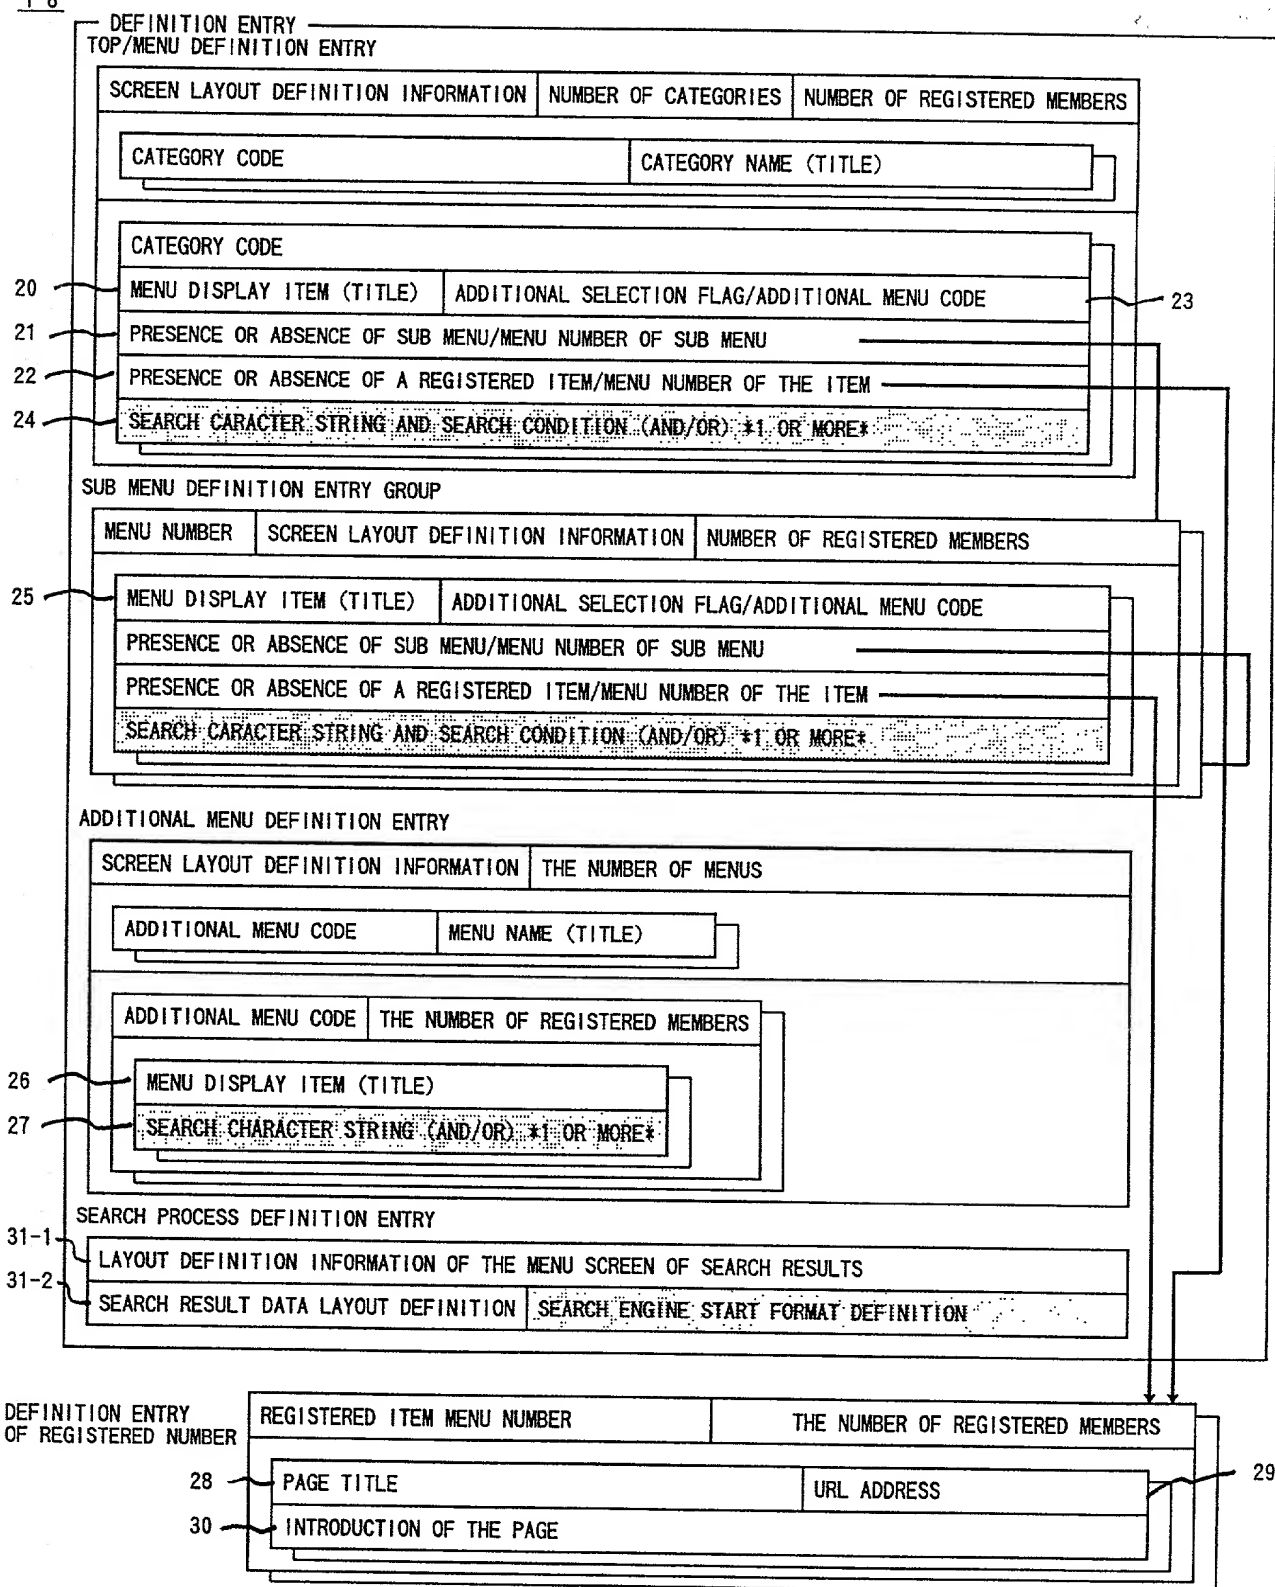 DEFINITION ENTRY
TOP/MENU DEFINITION ENTRY
SCREEN LAYOUT DEFINITION INFORMATION NUMBER OF CATEGORIES NUMBER OF REGISTERED MEMBERS
CATEGORY CODE CATEGORY NAME (TITLE)
CATEGORY CODE
20 MENU DISPLAY ITEM (TITLE) ADDITIONAL SELECTION FLAG/ADDITIONAL MENU CODE 23
21 PRESENCE OR ABSENCE OF SUB MENU/MENU NUMBER OF SUB MENU
22 PRESENCE OR ABSENCE OF A REGISTERED ITEM/MENU NUMBER OF THE ITEM
24 SEARCH CARACTER STRING AND SEARCH CONDITION (AND/OR) *1 OR MORE*
SUB MENU DEFINITION ENTRY GROUP
MENU NUMBER SCREEN LAYOUT DEFINITION INFORMATION NUMBER OF REGISTERED MEMBERS
25 MENU DISPLAY ITEM (TITLE) ADDITIONAL SELECTION FLAG/ADDITIONAL MENU CODE
PRESENCE OR ABSENCE OF SUB MENU/MENU NUMBER OF SUB MENU
PRESENCE OR ABSENCE OF A REGISTERED ITEM/MENU NUMBER OF THE ITEM
SEARCH CARACTER STRING AND SEARCH CONDITION (AND/OR) *1 OR MORE*
ADDITIONAL MENU DEFINITION ENTRY
SCREEN LAYOUT DEFINITION INFORMATION THE NUMBER OF MENUS
ADDITIONAL MENU CODE MENU NAME (TITLE)
ADDITIONAL MENU CODE THE NUMBER OF REGISTERED MEMBERS
26 MENU DISPLAY ITEM (TITLE)
27 SEARCH CHARACTER STRING (AND/OR) *1 OR MORE*
SEARCH PROCESS DEFINITION ENTRY
31-1 LAYOUT DEFINITION INFORMATION OF THE MENU SCREEN OF SEARCH RESULTS
31-2 SEARCH RESULT DATA LAYOUT DEFINITION SEARCH ENGINE START FORMAT DEFINITION
DEFINITION ENTRY
OF REGISTERED NUMBER
REGISTERED ITEM MENU NUMBER THE NUMBER OF REGISTERED MEMBERS
28 PAGE TITLE URL ADDRESS 29
30 INTRODUCTION OF THE PAGE